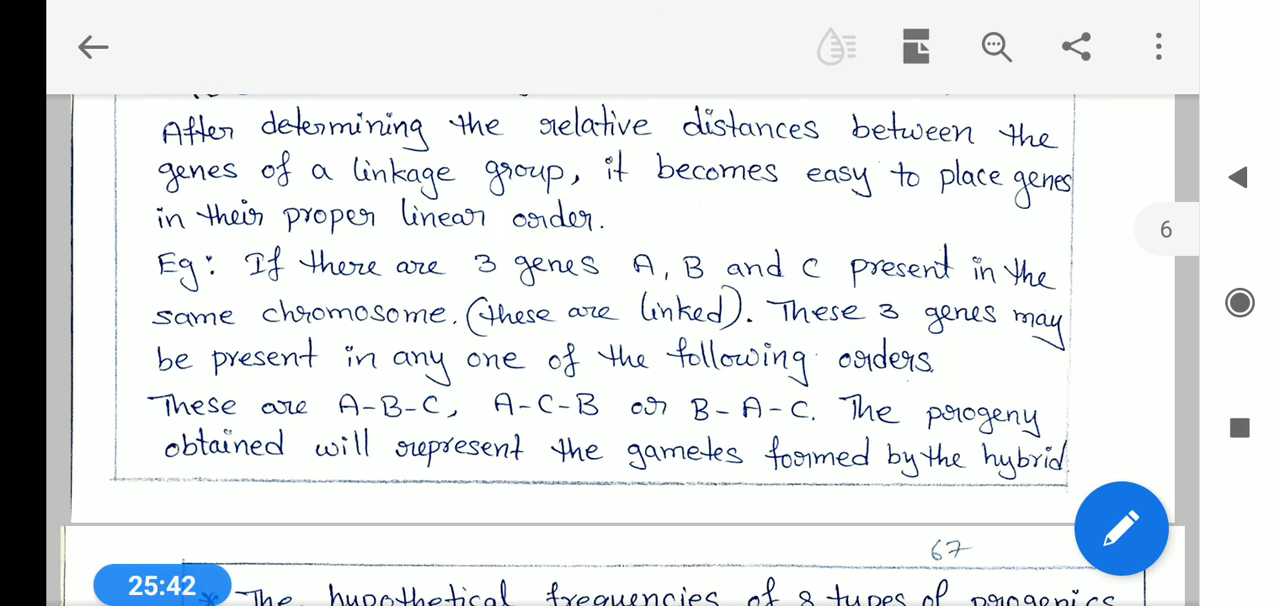 After determining the relative distances between the
genes of a linkage group, it becomes easy to place genes
in their proper linear order.
Eg: If there are 3 genes A, B and C present in the
same chromosome. (these are linked). These 3 genes may
be present in any one of the following orders.
These are A-B-C, A-C-B or B-A-C. The progeny
obtained will represent the gametes formed by the hybrid
6
67
25:42
* The hypothetical frequencies of 8 types of progenies